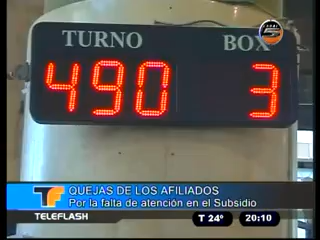 TURNO BOX
490 3
QUEJAS DE LOS AFILIADOS
Por la falta de atención en el Subsidio
TELEFLASH
T 24° 20:10